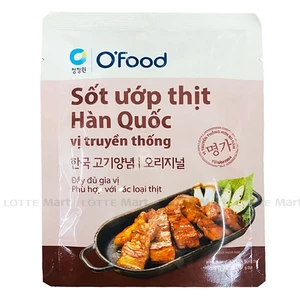 청정원 O'Food
Sốt ướp thịt
Hàn Quốc
vị truyền thống
한국 고기양념 | 오리지널
명가
Đầy đủ gia vị
Phù hợp với các loại thịt
LOTTE Mart LOTTE Mart LOTTE Mart